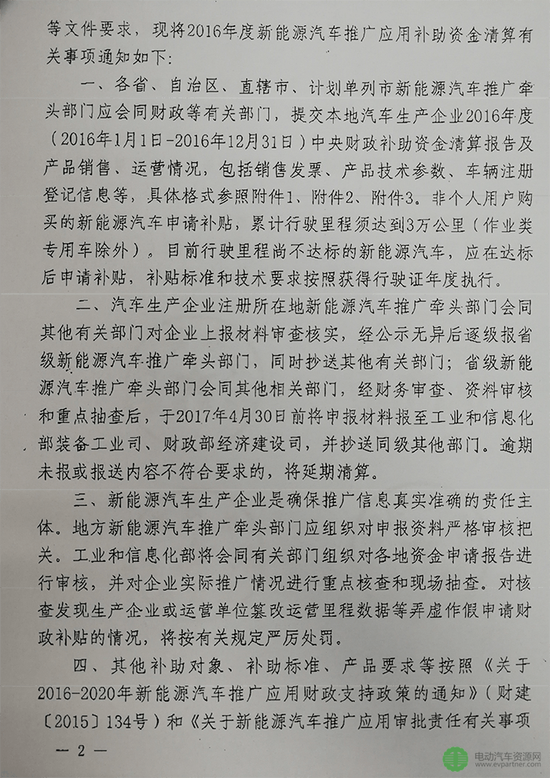 等文件要求，现将2016年度新能源汽车推广应用补助资金清算有
关事项通知如下：
一、各省、自治区、直辖市、计划单列市新能源汽车推广牵
头部门应会同财政等有关部门，提交本地汽车生产企业2016年度
（2016年1月1日-2016年12月31日）中央财政补助资金清算报告及
产品销售、运营情况，包括销售发票、产品技术参数、车辆注册
登记信息等，具体格式参照附件1、附件2、附件3。非个人用户购
买的新能源汽车申请补贴，累计行驶里程须达到3万公里（作业类
专用车除外）。目前行驶里程尚不达标的新能源汽车，应在达标
后申请补贴，补贴标准和技术要求按照获得行驶证年度执行。
二、汽车生产企业注册所在地新能源汽车推广牵头部门会同
其他有关部门对企业上报材料审查核实，经公示无异后逐级报省
级新能源汽车推广牵头部门，同时抄送其他有关部门；省级新能
源汽车推广牵头部门会同其他相关部门，经财务审查、资料审核
和重点抽查后，于2017年4月30日前将申报材料报至工业和信息化
部装备工业司、财政部经济建设司，并抄送同级其他部门。逾期
未报或报送内容不符合要求的，将延期清算。
三、新能源汽车生产企业是确保推广信息真实准确的责任主
体。地方新能源汽车推广牵头部门应组织对申报资料严格审核把
关。工业和信息化部将会同有关部门组织对各地资金申请报告进
行审核，并对企业实际推广情况进行重点核查和现场抽查。对核
查发现生产企业或运营单位篡改运营里程数据等弄虚作假申请财
政补贴的情况，将按有关规定严厉处罚。
四、其他补助对象、补助标准、产品要求等按照《关于
2016-2020年新能源汽车推广应用财政支持政策的通知》（财建
〔2015〕134号）和《关于新能源汽车推广应用审批责任有关事项
— 2 —
电动汽车资源网
www.evpartner.com